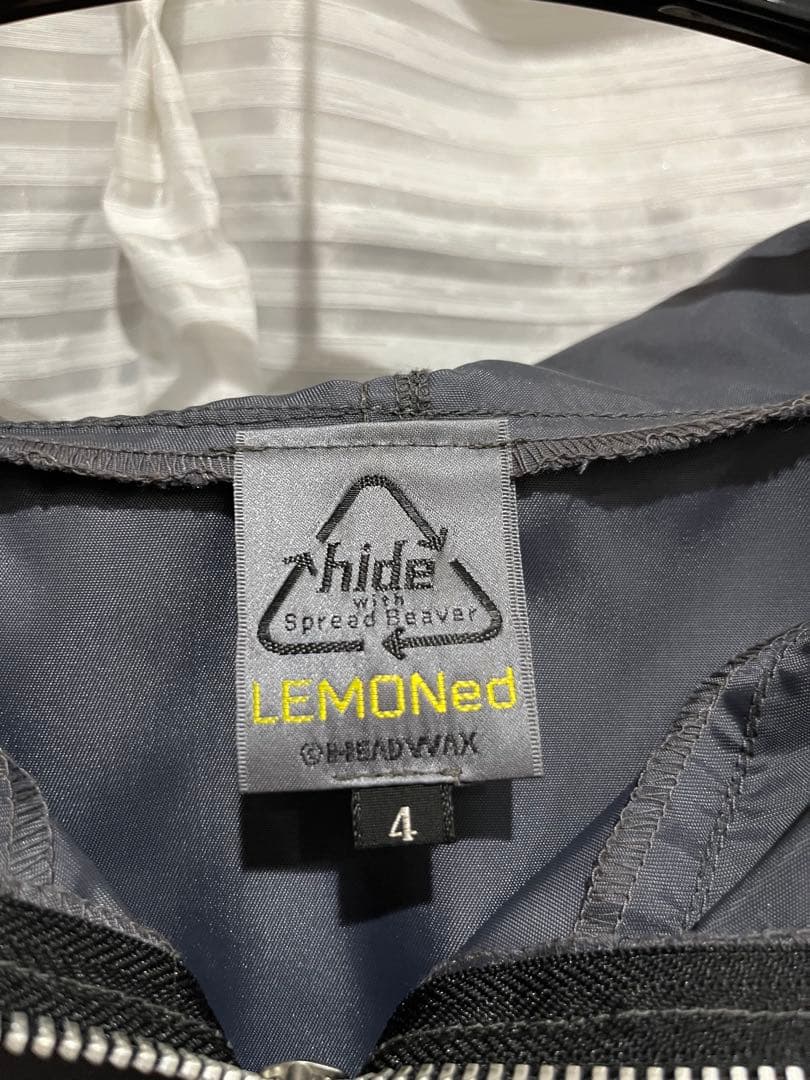 hide
with
Spread Beaver
LEMONed
©HEADWAX
4